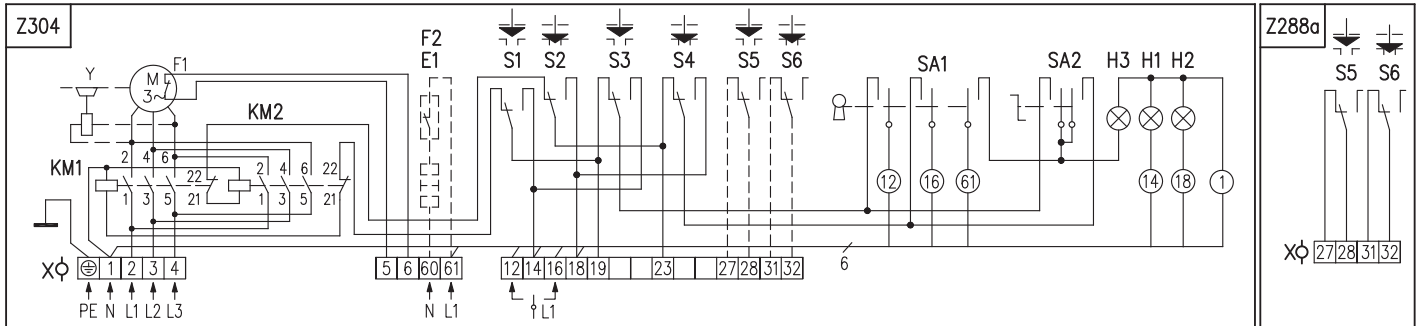 Z304
Z288a
F2
E1
S1 S2 S3 S4 S5 S6
SA1 SA2 H3 H1 H2
S5 S6
Y M 3~ F1
KM2
KM1
2 4 6 22 2 4 6 22
1 3 5 21 1 3 5 21
12 16 61 14 18 1
6
X 1 2 3 4 5 6 60 61 12 14 16 18 19 23 27 28 31 32
X 27 28 31 32
PE N L1 L2 L3 N L1 L1